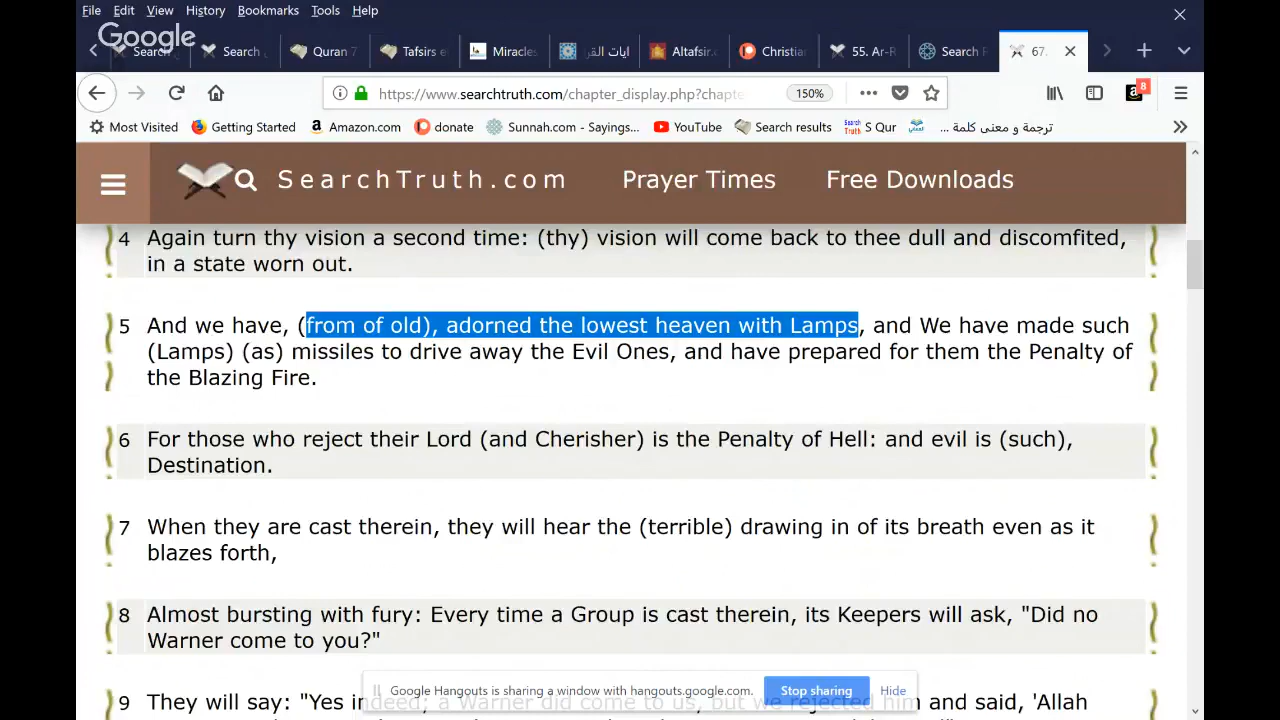 File Edit View History Bookmarks Tools Help
Google
Search Search Quran 7 Tafsirs el Miracles ايات القر Altafsir.c Christia 55. Ar-R Search R 67.
https://www.searchtruth.com/chapter_display.php?chapte 150% 8
Most Visited Getting Started Amazon.com donate Sunnah.com - Sayings... YouTube Search results Search Truth S Qur ترجمة و معنى كلمة ...
SearchTruth.com Prayer Times Free Downloads
4 Again turn thy vision a second time: (thy) vision will come back to thee dull and discomfited,
in a state worn out.
5 And we have, (from of old), adorned the lowest heaven with Lamps, and We have made such
(Lamps) (as) missiles to drive away the Evil Ones, and have prepared for them the Penalty of
the Blazing Fire.
6 For those who reject their Lord (and Cherisher) is the Penalty of Hell: and evil is (such),
Destination.
7 When they are cast therein, they will hear the (terrible) drawing in of its breath even as it
blazes forth,
8 Almost bursting with fury: Every time a Group is cast therein, its Keepers will ask, "Did no
Warner come to you?"
Google Hangouts is sharing a window with hangouts.google.com. Stop sharing Hide
9 They will say: "Yes indeed; a Warner did come to us, but we rejected him and said, 'Allah